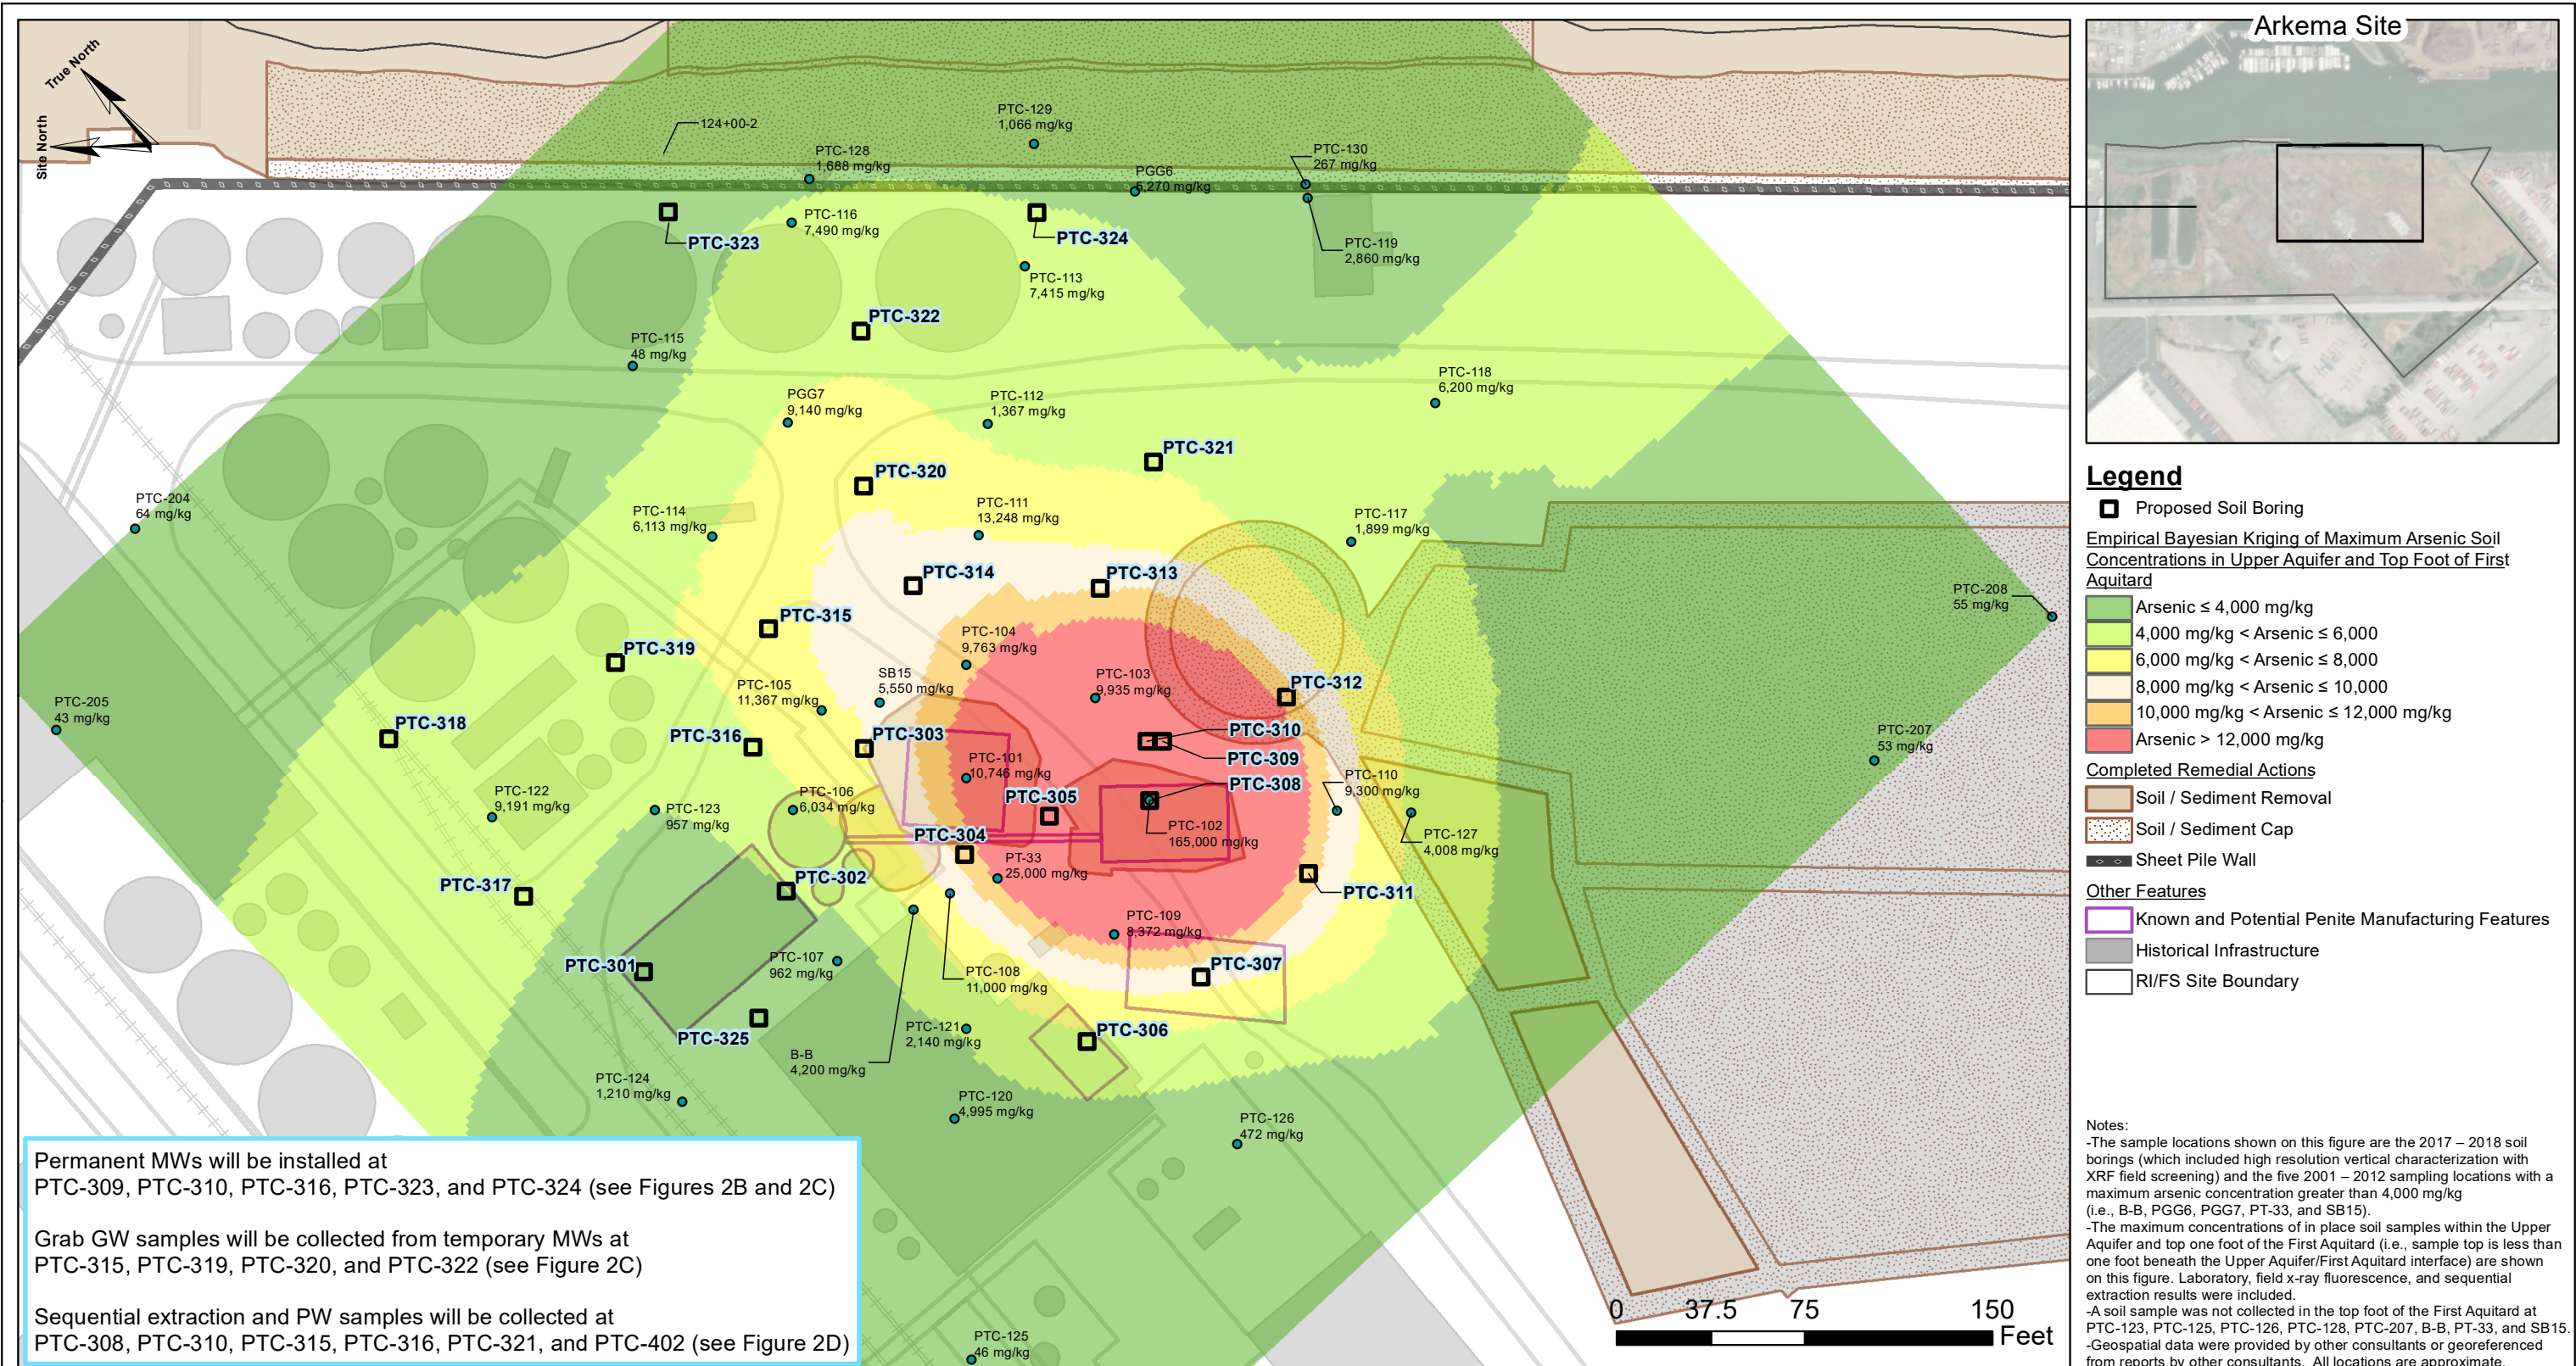 True North
Site North
124+00-2
PTC-129
1,066 mg/kg
PTC-128
1,688 mg/kg
PTC-130
267 mg/kg
PGG6
5,270 mg/kg
PTC-116
7,490 mg/kg
PTC-323
PTC-324
PTC-119
2,860 mg/kg
PTC-113
7,415 mg/kg
PTC-322
PTC-115
48 mg/kg
PTC-118
6,200 mg/kg
PGG7
9,140 mg/kg
PTC-112
1,367 mg/kg
PTC-321
PTC-320
PTC-204
64 mg/kg
PTC-114
6,113 mg/kg
PTC-111
13,248 mg/kg
PTC-117
1,899 mg/kg
PTC-314
PTC-313
PTC-208
55 mg/kg
PTC-315
PTC-319
PTC-104
9,763 mg/kg
PTC-103
9,935 mg/kg
SB15
5,550 mg/kg
PTC-105
11,367 mg/kg
PTC-312
PTC-205
43 mg/kg
PTC-318
PTC-316
PTC-303
PTC-310
PTC-309
PTC-207
53 mg/kg
PTC-101
10,746 mg/kg
PTC-308
PTC-110
9,300 mg/kg
PTC-122
9,191 mg/kg
PTC-123
957 mg/kg
PTC-106
6,034 mg/kg
PTC-305
PTC-304
PTC-102
165,000 mg/kg
PTC-127
4,008 mg/kg
PT-33
25,000 mg/kg
PTC-317
PTC-302
PTC-311
PTC-109
8,372 mg/kg
PTC-301
PTC-107
962 mg/kg
PTC-108
11,000 mg/kg
PTC-307
PTC-325
PTC-121
2,140 mg/kg
PTC-306
B-B
4,200 mg/kg
PTC-124
1,210 mg/kg
PTC-120
4,995 mg/kg
PTC-126
472 mg/kg
PTC-125
46 mg/kg
Permanent MWs will be installed at
PTC-309, PTC-310, PTC-316, PTC-323, and PTC-324 (see Figures 2B and 2C)
Grab GW samples will be collected from temporary MWs at
PTC-315, PTC-319, PTC-320, and PTC-322 (see Figure 2C)
Sequential extraction and PW samples will be collected at
PTC-308, PTC-310, PTC-315, PTC-316, PTC-321, and PTC-402 (see Figure 2D)
0 37.5 75 150
Feet
Arkema Site
Legend
Proposed Soil Boring
Empirical Bayesian Kriging of Maximum Arsenic Soil
Concentrations in Upper Aquifer and Top Foot of First
Aquitard
Arsenic ≤ 4,000 mg/kg
4,000 mg/kg < Arsenic ≤ 6,000
6,000 mg/kg < Arsenic ≤ 8,000
8,000 mg/kg < Arsenic ≤ 10,000
10,000 mg/kg < Arsenic ≤ 12,000 mg/kg
Arsenic > 12,000 mg/kg
Completed Remedial Actions
Soil / Sediment Removal
Soil / Sediment Cap
Sheet Pile Wall
Other Features
Known and Potential Penite Manufacturing Features
Historical Infrastructure
RI/FS Site Boundary
Notes:
-The sample locations shown on this figure are the 2017 – 2018 soil
borings (which included high resolution vertical characterization with
XRF field screening) and the five 2001 – 2012 sampling locations with a
maximum arsenic concentration greater than 4,000 mg/kg
(i.e., B-B, PGG6, PGG7, PT-33, and SB15).
-The maximum concentrations of in place soil samples within the Upper
Aquifer and top one foot of the First Aquitard (i.e., sample top is less than
one foot beneath the Upper Aquifer/First Aquitard interface) are shown
on this figure. Laboratory, field x-ray fluorescence, and sequential
extraction results were included.
-A soil sample was not collected in the top foot of the First Aquitard at
PTC-123, PTC-125, PTC-126, PTC-128, PTC-207, B-B, PT-33, and SB15.
-Geospatial data were provided by other consultants or georeferenced
from reports by other consultants. All locations are approximate.